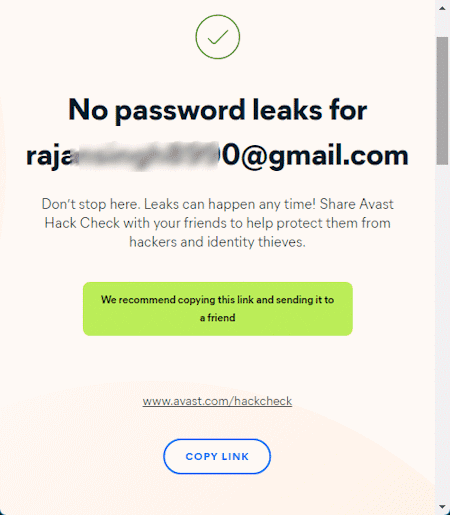 No password leaks for
0@gmail.com
Don't stop here. Leaks can happen any time! Share Avast
Hack Check with your friends to help protect them from
hackers and identity thieves.
We recommend copying this link and sending it to
a friend
www.avast.com/hackcheck
COPY LINK